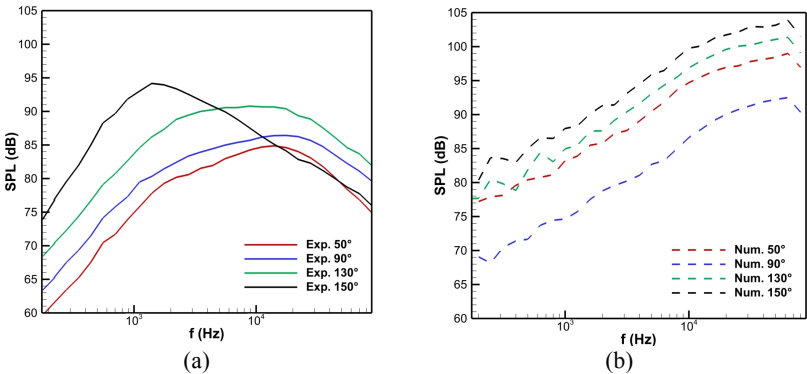 105
100
95
90
85
80
75
70
65
60
SPL (dB)
10³
10⁴
f (Hz)
Exp. 50°
Exp. 90°
Exp. 130°
Exp. 150°
(a)
105
100
95
90
85
80
75
70
65
60
SPL (dB)
10³
10⁴
f (Hz)
Num. 50°
Num. 90°
Num. 130°
Num. 150°
(b)